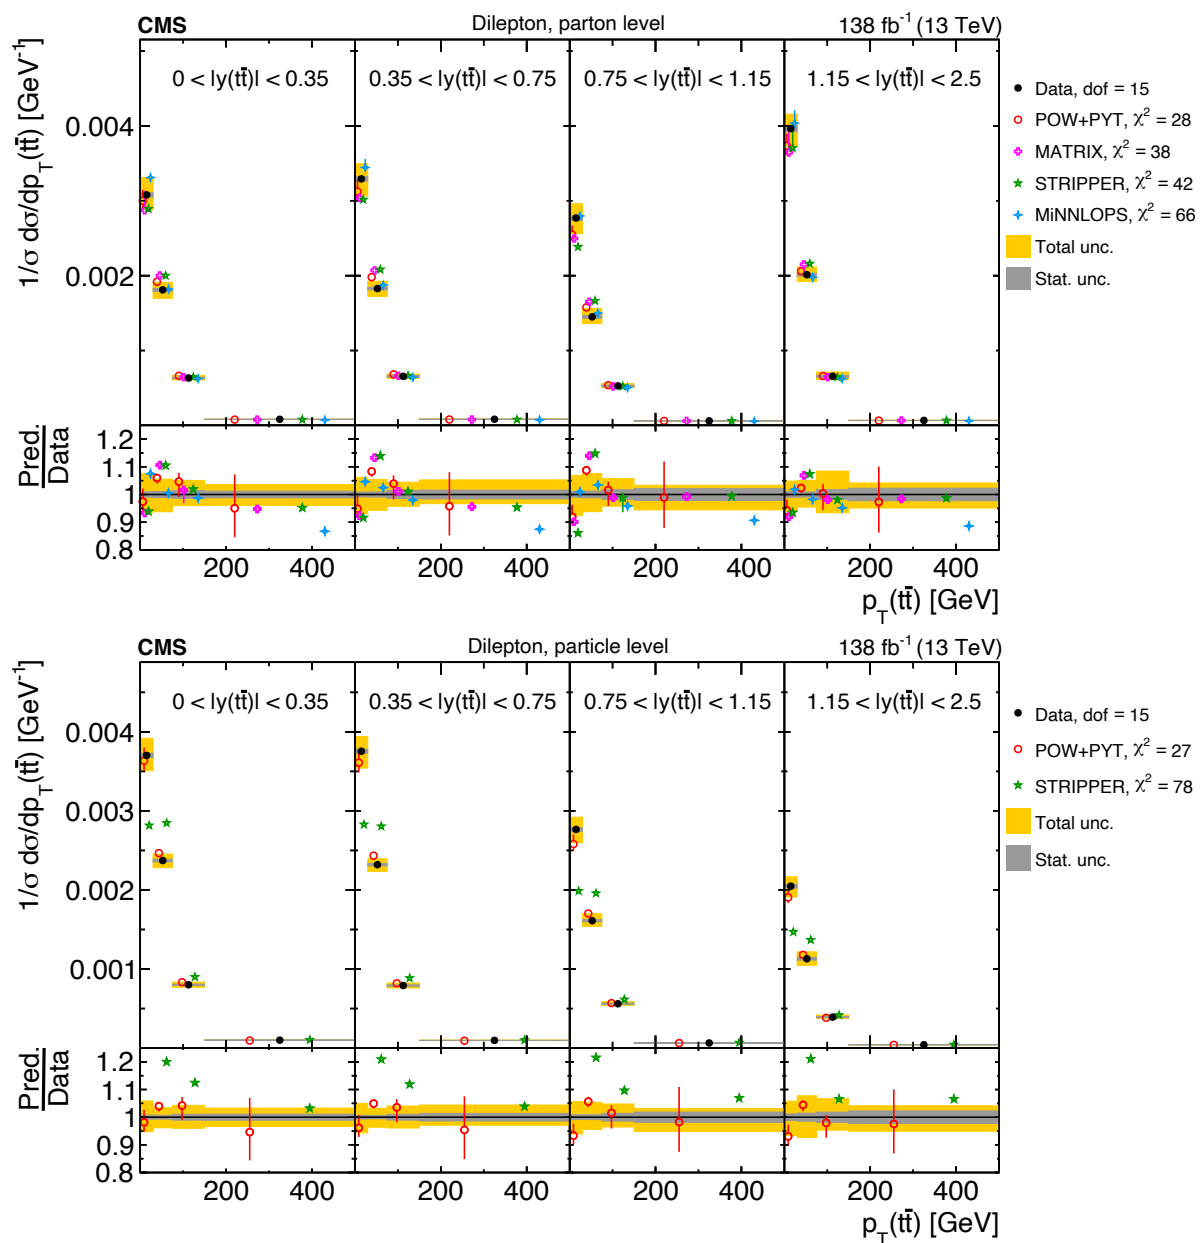 CMS Dilepton, parton level 138 fb⁻¹ (13 TeV)
1/σ dσ/dp_T(tt̄) [GeV⁻¹]
0 < |y(tt̄)| < 0.35 0.35 < |y(tt̄)| < 0.75 0.75 < |y(tt̄)| < 1.15 1.15 < |y(tt̄)| < 2.5
0.004
0.002
Data, dof = 15
POW+PYT, χ² = 28
MATRIX, χ² = 38
STRIPPER, χ² = 42
MiNNLOPS, χ² = 66
Total unc.
Stat. unc.
Pred.
Data
1.2
1.1
1
0.9
0.8
200 400 200 400 200 400 200 400
p_T(tt̄) [GeV]
CMS Dilepton, particle level 138 fb⁻¹ (13 TeV)
1/σ dσ/dp_T(tt̄) [GeV⁻¹]
0 < |y(tt̄)| < 0.35 0.35 < |y(tt̄)| < 0.75 0.75 < |y(tt̄)| < 1.15 1.15 < |y(tt̄)| < 2.5
0.004
0.003
0.002
0.001
Data, dof = 15
POW+PYT, χ² = 27
STRIPPER, χ² = 78
Total unc.
Stat. unc.
Pred.
Data
1.2
1.1
1
0.9
0.8
200 400 200 400 200 400 200 400
p_T(tt̄) [GeV]